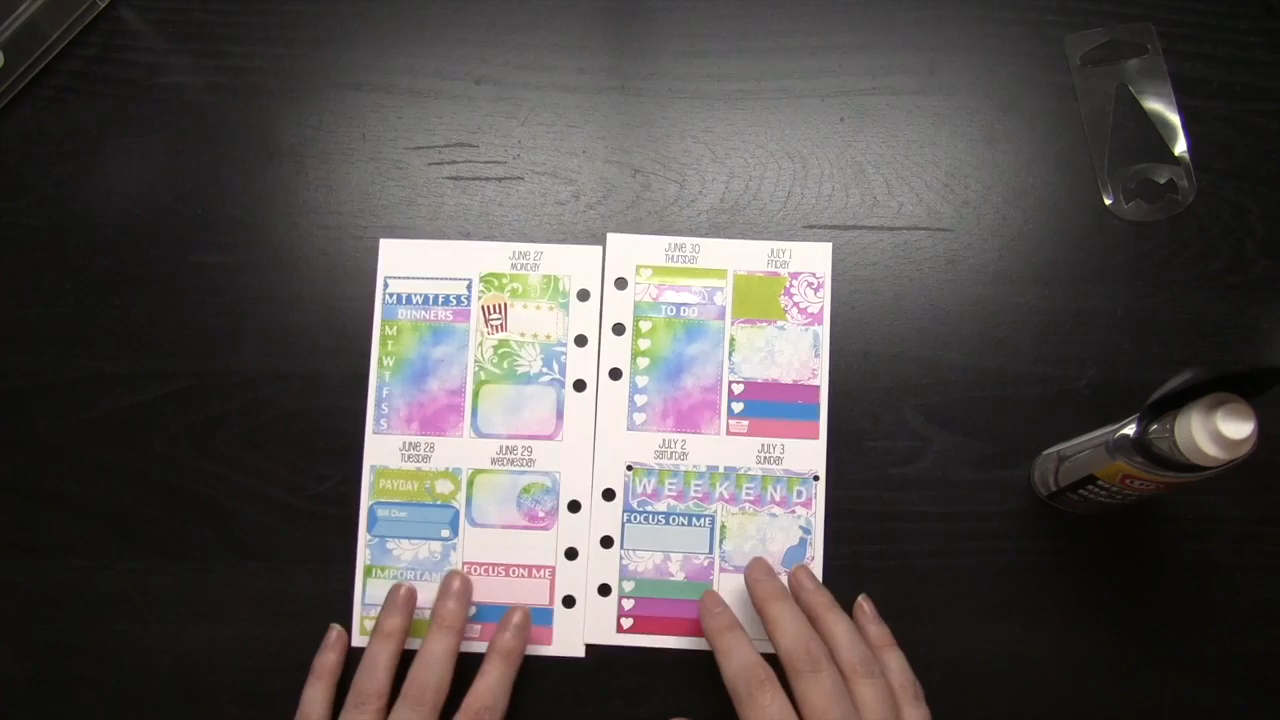 JUNE 27
MONDAY
MTWTFSS
DINNERS
M
T
W
T
F
S
S
JUNE 28
TUESDAY
JUNE 29
WEDNESDAY
PAYDAY
Bill Due:
IMPORTANT
FOCUS ON ME
JUNE 30
THURSDAY
JULY 1
FRIDAY
TO DO
JULY 2
SATURDAY
JULY 3
SUNDAY
WEEKEND
FOCUS ON ME